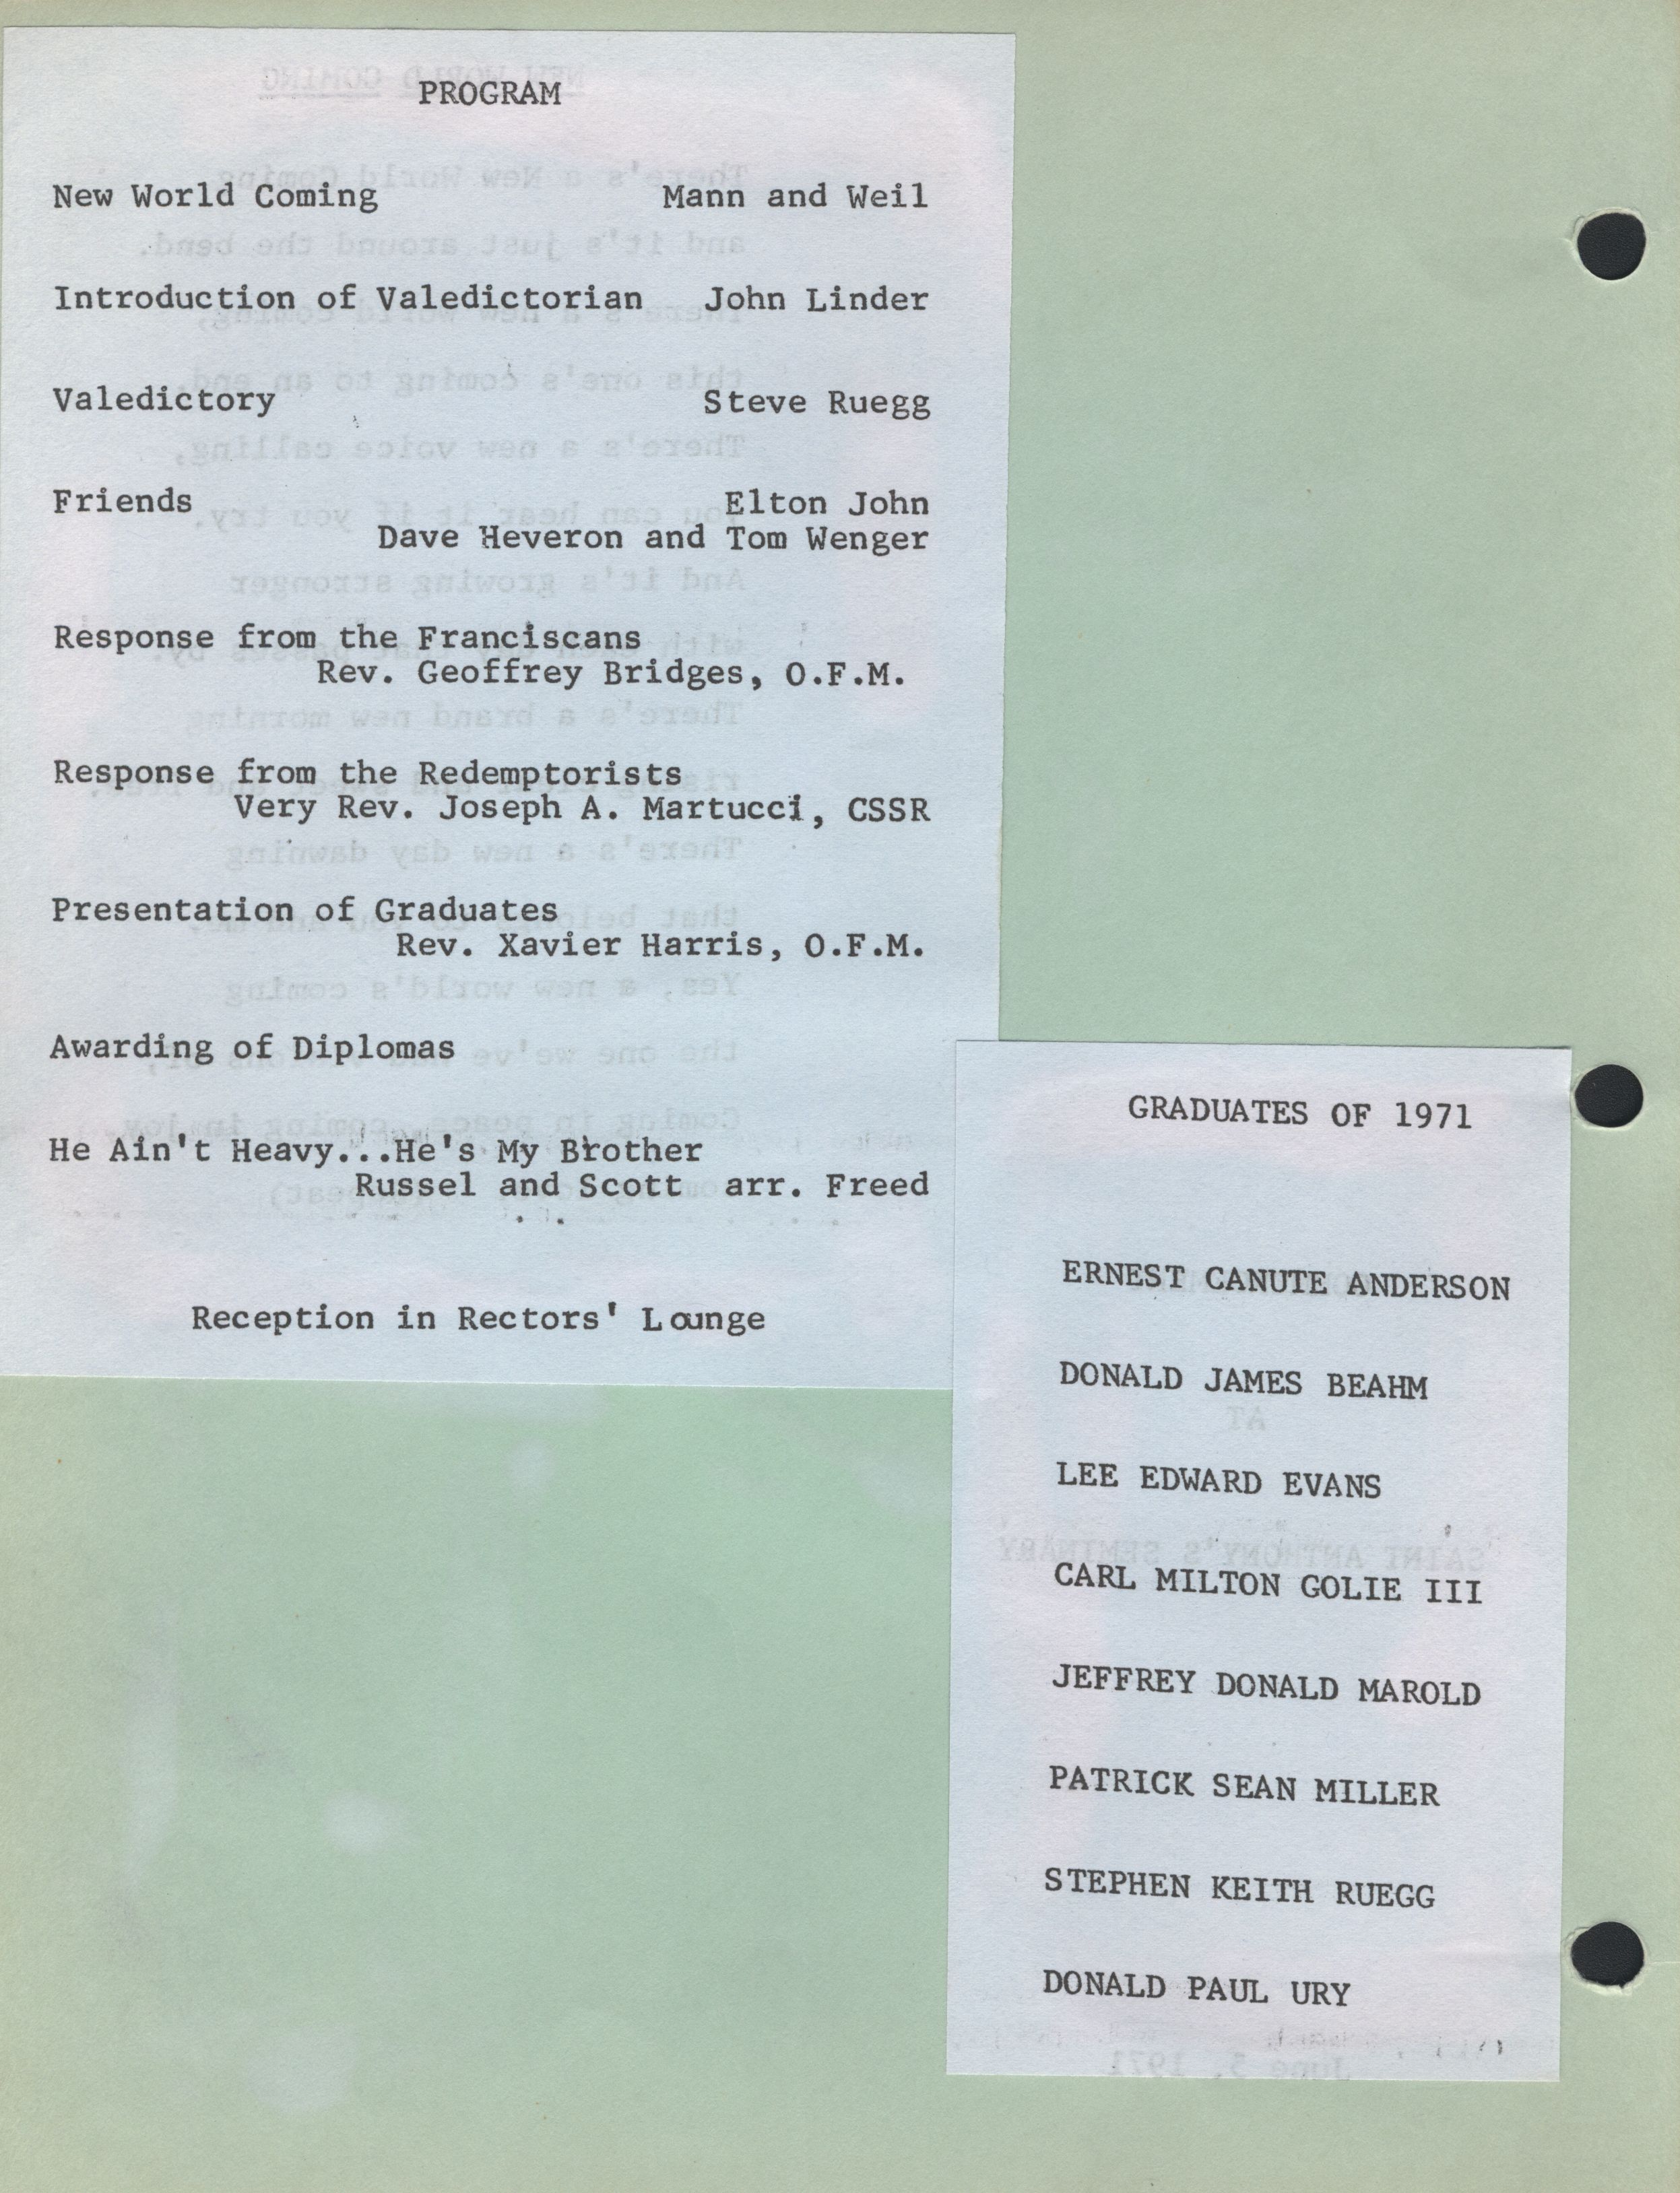 PROGRAM
New World Coming Mann and Weil
Introduction of Valedictorian John Linder
Valedictory Steve Ruegg
Friends Elton John
Dave Heveron and Tom Wenger
Response from the Franciscans
Rev. Geoffrey Bridges, O.F.M.
Response from the Redemptorists
Very Rev. Joseph A. Martucci, CSSR
Presentation of Graduates
Rev. Xavier Harris, O.F.M.
Awarding of Diplomas
He Ain't Heavy...He's My Brother
Russel and Scott arr. Freed
Reception in Rectors' Lounge
GRADUATES OF 1971
ERNEST CANUTE ANDERSON
DONALD JAMES BEAHM
LEE EDWARD EVANS
CARL MILTON GOLIE III
JEFFREY DONALD MAROLD
PATRICK SEAN MILLER
STEPHEN KEITH RUEGG
DONALD PAUL URY